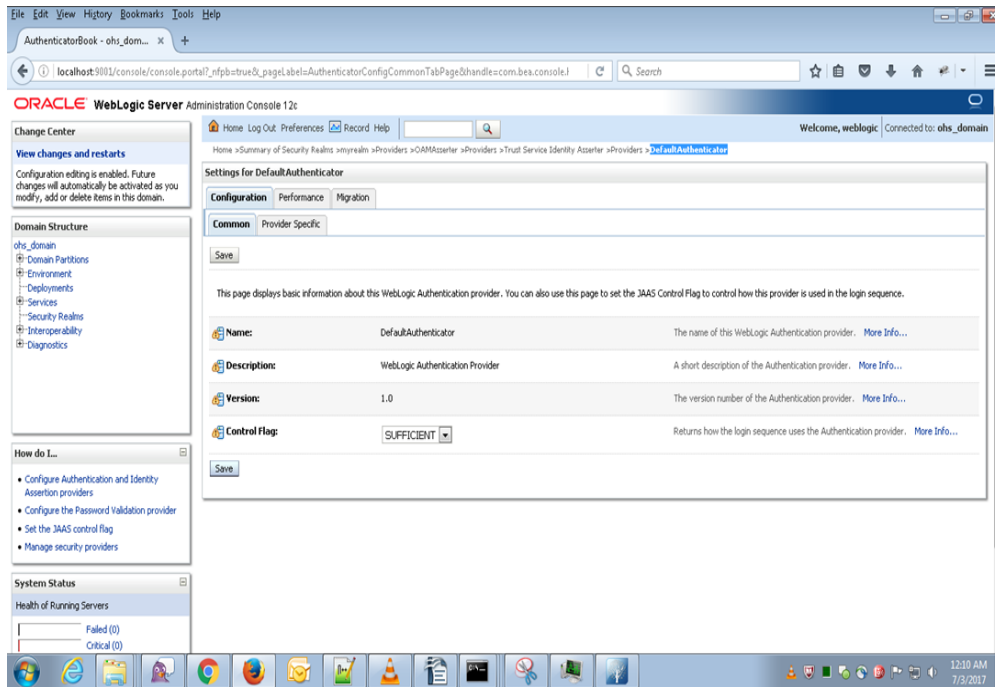 File Edit View History Bookmarks Tools Help
AuthenticatorBook - ohs_dom... × +
localhost:9001/console/console.portal?_nfpb=true&_pageLabel=AuthenticatorConfigCommonTabPage&handle=com.bea.console.
Search
ORACLE WebLogic Server Administration Console 12c
Change Center
View changes and restarts
Configuration editing is enabled. Future
changes will automatically be activated as you
modify, add or delete items in this domain.
Domain Structure
ohs_domain
Domain Partitions
Environment
Deployments
Services
Security Realms
Interoperability
Diagnostics
How do I...
Configure Authentication and Identity
Assertion providers
Configure the Password Validation provider
Set the JAAS control flag
Manage security providers
System Status
Health of Running Servers
Failed (0)
Critical (0)
Home Log Out Preferences Record Help
Welcome, weblogic Connected to: ohs_domain
Home >Summary of Security Realms >myrealm >Providers >OAMAsserter >Providers >Trust Service Identity Asserter >Providers >DefaultAuthenticator
Settings for DefaultAuthenticator
Configuration Performance Migration
Common Provider Specific
Save
This page displays basic information about this WebLogic Authentication provider. You can also use this page to set the JAAS Control Flag to control how this provider is used in the login sequence.
Name: DefaultAuthenticator The name of this WebLogic Authentication provider. More Info...
Description: WebLogic Authentication Provider A short description of the Authentication provider. More Info...
Version: 1.0 The version number of the Authentication provider. More Info...
Control Flag: SUFFICIENT Returns how the login sequence uses the Authentication provider. More Info...
Save
12:10 AM
7/3/2017